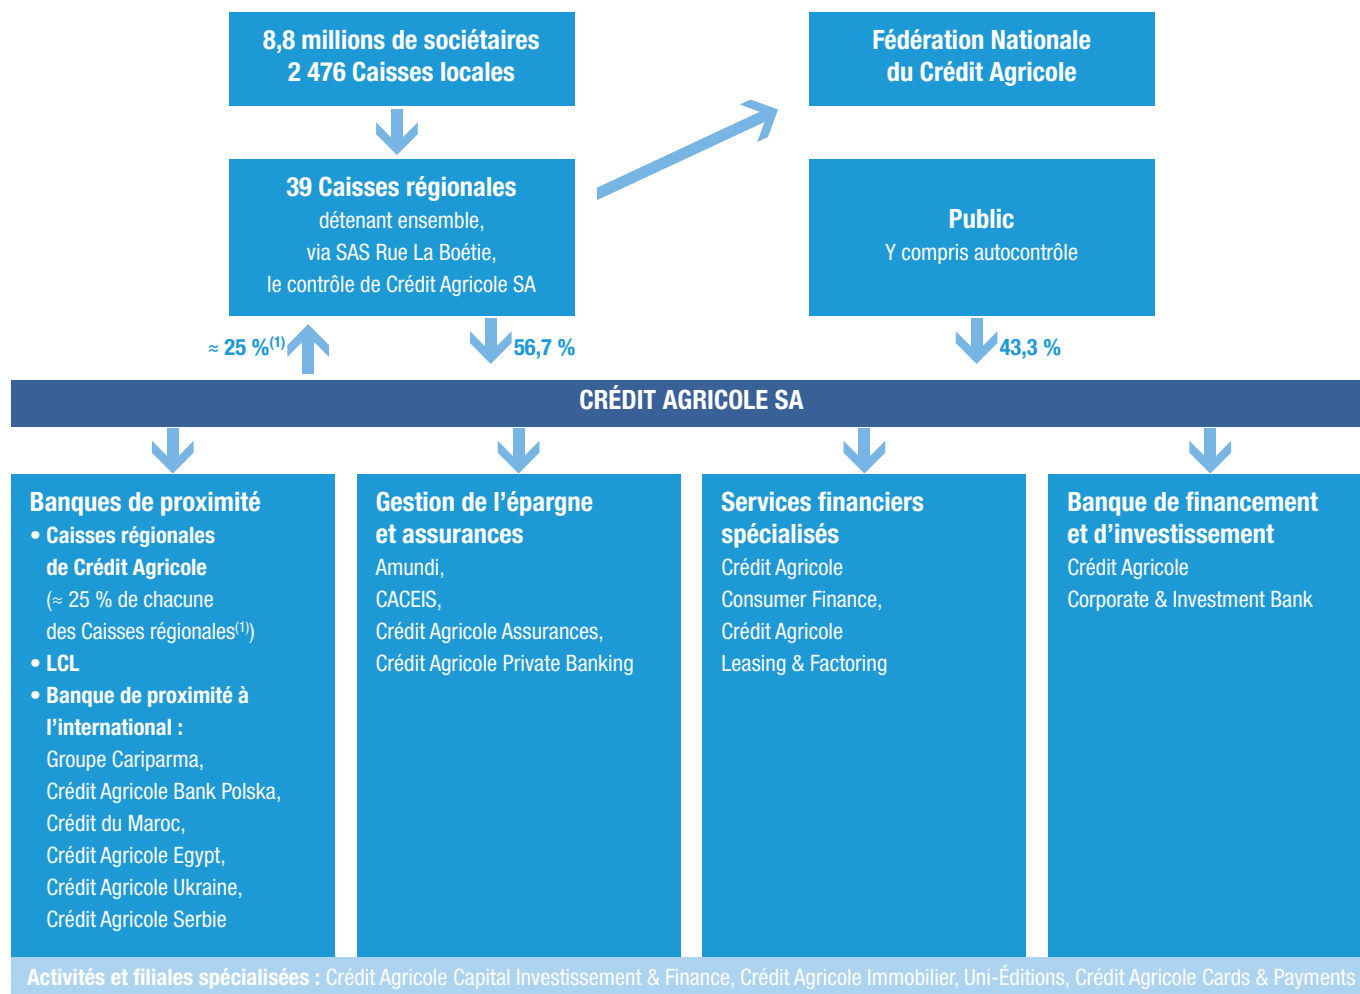 8,8 millions de sociétaires
2 476 Caisses locales
Fédération Nationale
du Crédit Agricole
39 Caisses régionales
détenant ensemble,
via SAS Rue La Boétie,
le contrôle de Crédit Agricole SA
Public
Y compris autocontrôle
≈ 25 %(1)
56,7 %
43,3 %
CRÉDIT AGRICOLE SA
Banques de proximité
• Caisses régionales
de Crédit Agricole
(≈ 25 % de chacune
des Caisses régionales(1))
• LCL
• Banque de proximité à
l’international :
Groupe Cariparma,
Crédit Agricole Bank Polska,
Crédit du Maroc,
Crédit Agricole Egypt,
Crédit Agricole Ukraine,
Crédit Agricole Serbie
Gestion de l’épargne
et assurances
Amundi,
CACEIS,
Crédit Agricole Assurances,
Crédit Agricole Private Banking
Services financiers
spécialisés
Crédit Agricole
Consumer Finance,
Crédit Agricole
Leasing & Factoring
Banque de financement
et d’investissement
Crédit Agricole
Corporate & Investment Bank
Activités et filiales spécialisées : Crédit Agricole Capital Investissement & Finance, Crédit Agricole Immobilier, Uni-Éditions, Crédit Agricole Cards & Payments